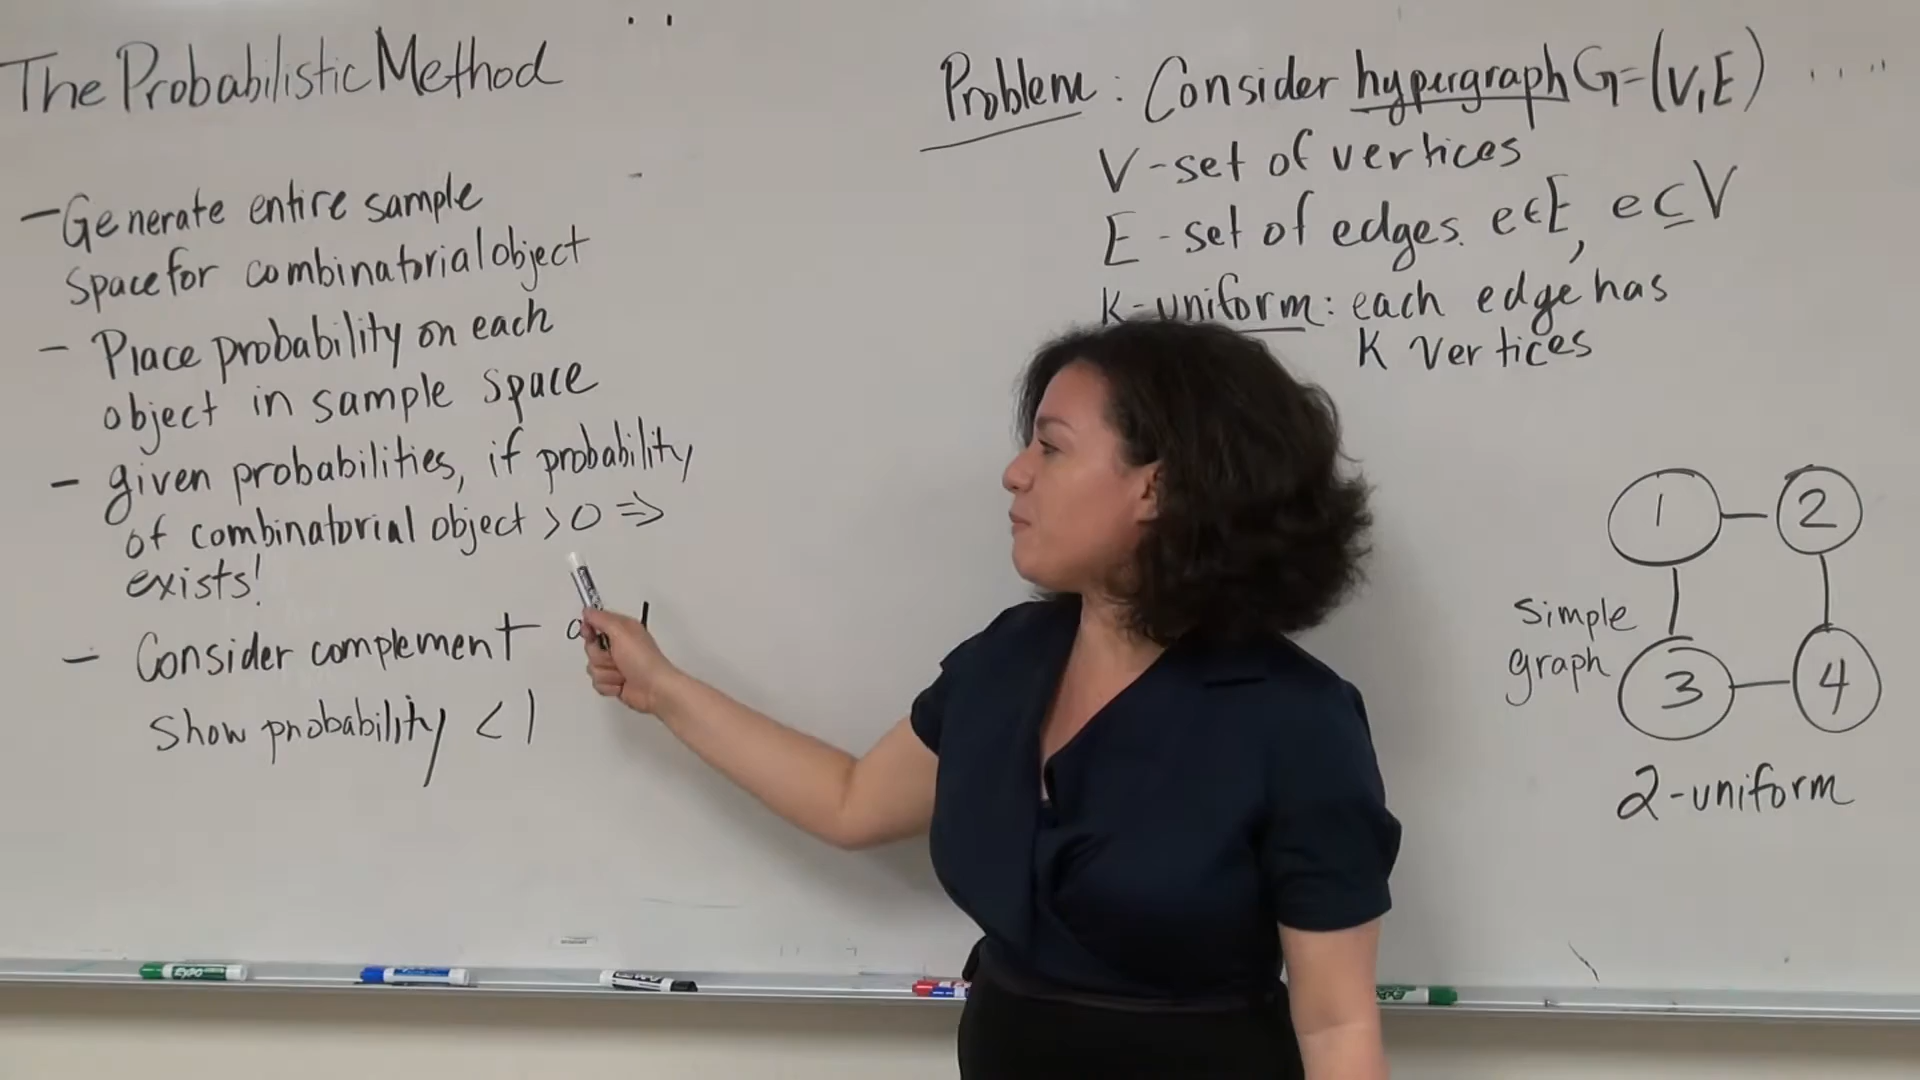 The Probabilistic Method
- Generate entire sample
space for combinatorial object
- Place probability on each
object in sample space
- given probabilities, if probability
of combinatorial object > 0 ⇒
exists!
- Consider complement
show probability < 1
Problem: Consider hypergraph G=(V,E)
V-set of vertices
E-set of edges. e∈E, e⊆V
K-uniform: each edge has
K vertices
1 2
simple
graph
3 4
2-uniform
EXPO